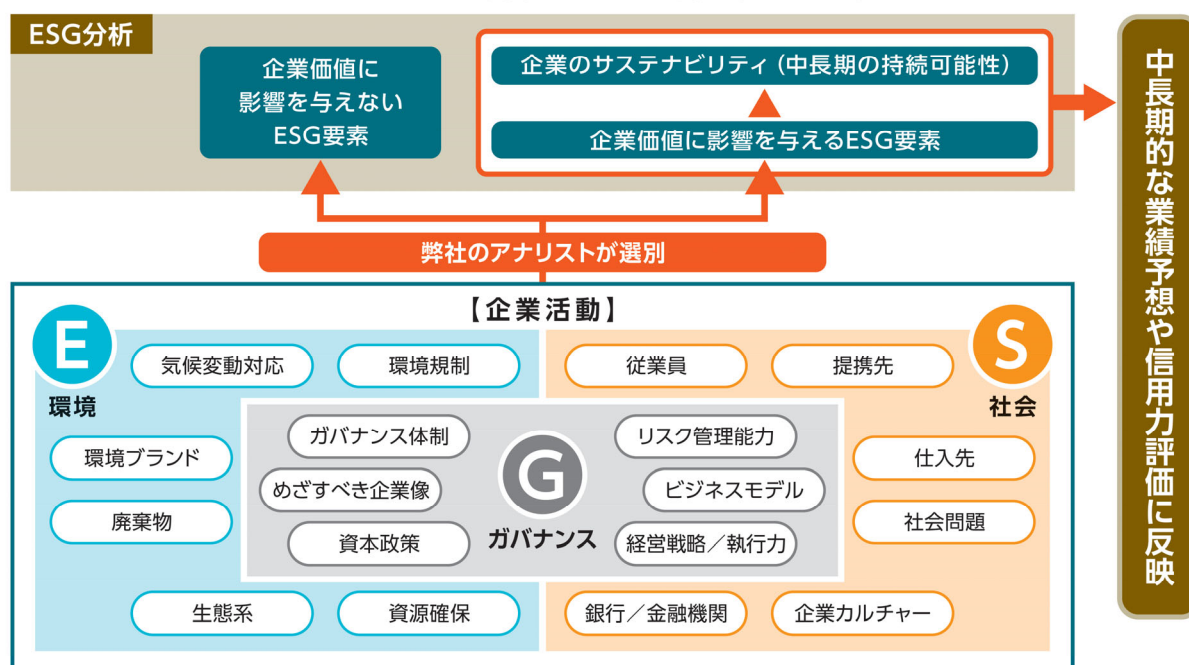 ESG分析
企業価値に
影響を与えない
ESG要素
企業のサステナビリティ（中長期の持続可能性）
企業価値に影響を与えるESG要素
中長期的な業績予想や信用力評価に反映
弊社のアナリストが選別
【企業活動】
E
環境
気候変動対応
環境規制
環境ブランド
廃棄物
生態系
資源確保
G
ガバナンス
ガバナンス体制
めざすべき企業像
資本政策
リスク管理能力
ビジネスモデル
経営戦略／執行力
S
社会
従業員
提携先
仕入先
社会問題
銀行／金融機関
企業カルチャー